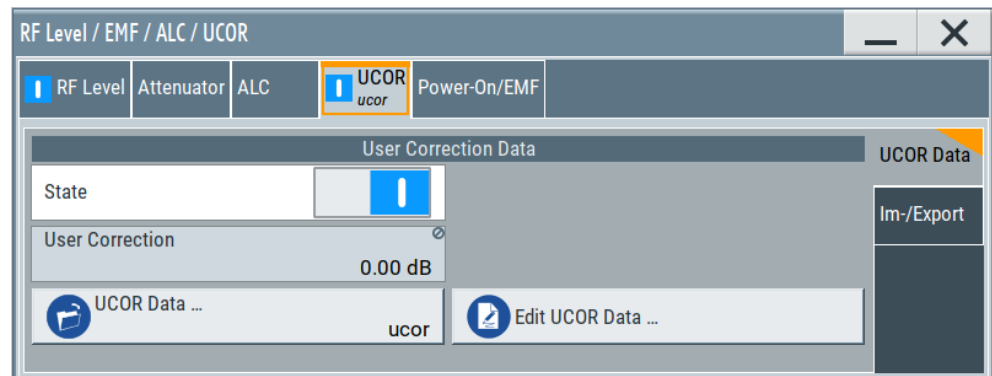 RF Level / EMF / ALC / UCOR
RF Level
Attenuator
ALC
UCOR
ucor
Power-On/EMF
User Correction Data
UCOR Data
State
Im-/Export
User Correction
0.00 dB
UCOR Data ...
ucor
Edit UCOR Data ...